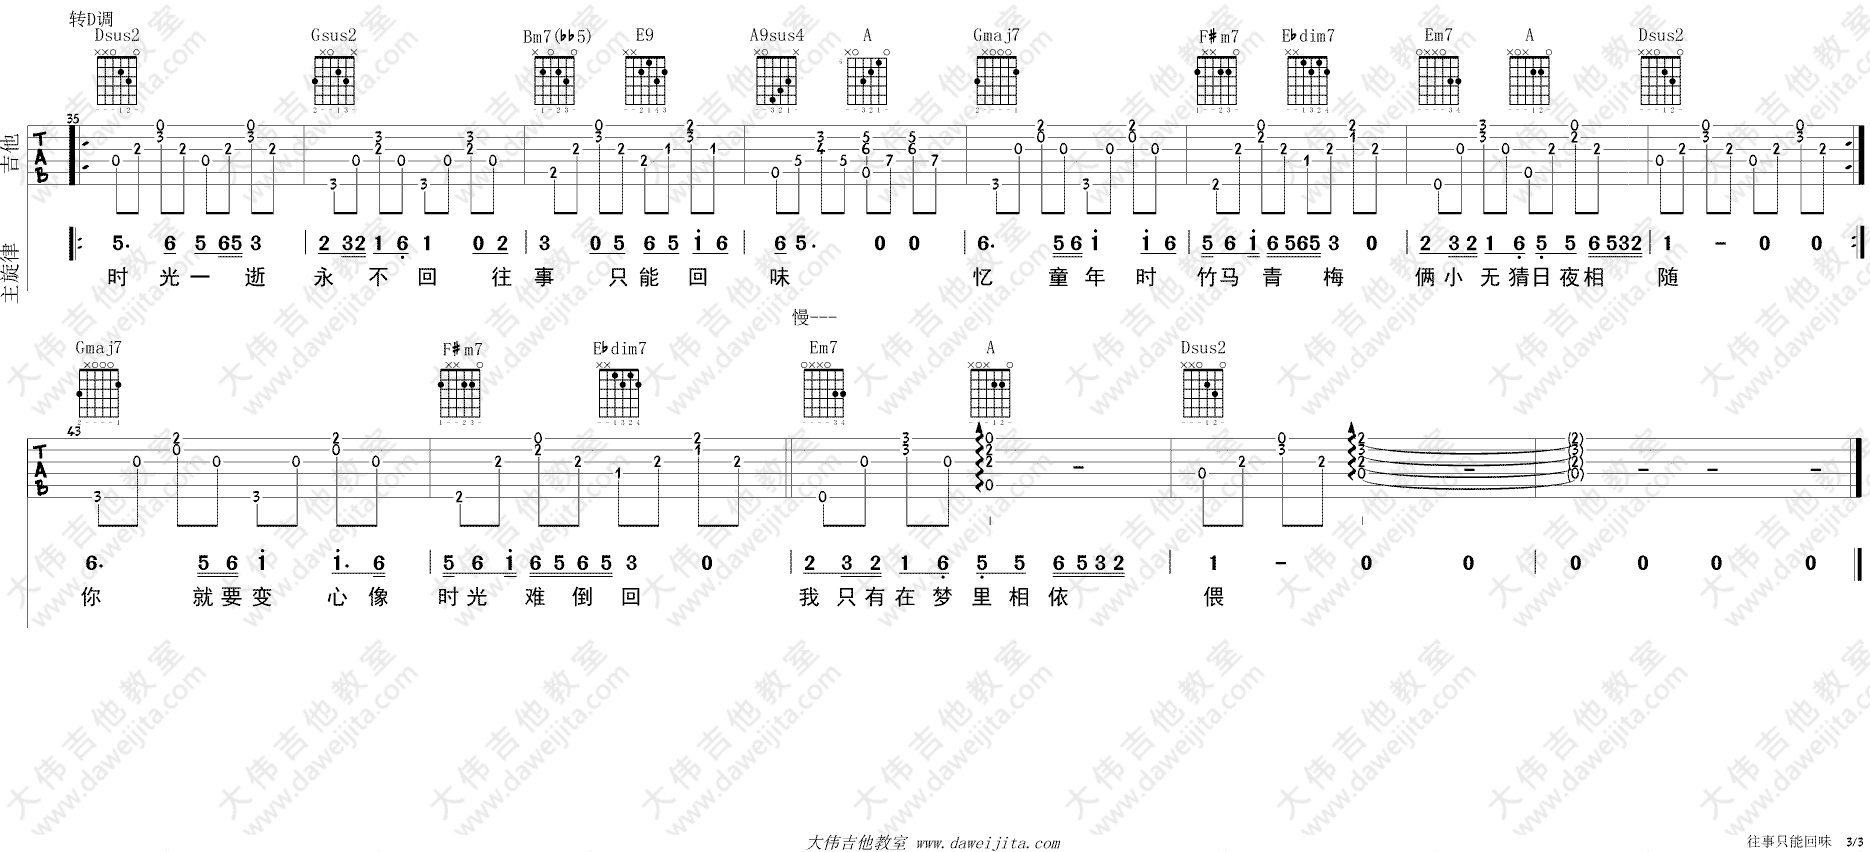 转D调
Dsus2 Gsus2 Bm7(♭♭5) E9 A9sus4 A Gmaj7 F♯m7 E♭dim7 Em7 A Dsus2
35
吉他
TAB
主旋律
5. 6 5 65 3 | 2 32 1 6 1 0 2 | 3 0 5 6 5 i 6 | 6 5. 0 0 | 6. 56 i i 6 | 5 6 i 6 565 3 0 | 2 32 1 6 5 5 6532 | 1 - 0 0
时 光 一 逝 永 不 回 往 事 只 能 回 味 忆 童 年 时 竹 马 青 梅 俩 小 无 猜 日 夜 相 随
慢---
Gmaj7 F♯m7 E♭dim7 Em7 A Dsus2
43
TAB
6. 5 6 i i. 6 | 5 6 i 6 5 6 5 3 0 | 2 3 2 1 6 5 5 6 5 3 2 | 1 - 0 0 | 0 0 0 0
你 就 要 变 心 像 时 光 难 倒 回 我 只 有 在 梦 里 相 依 偎
大伟吉他教室 www.daweijita.com
往事只能回味 3/3